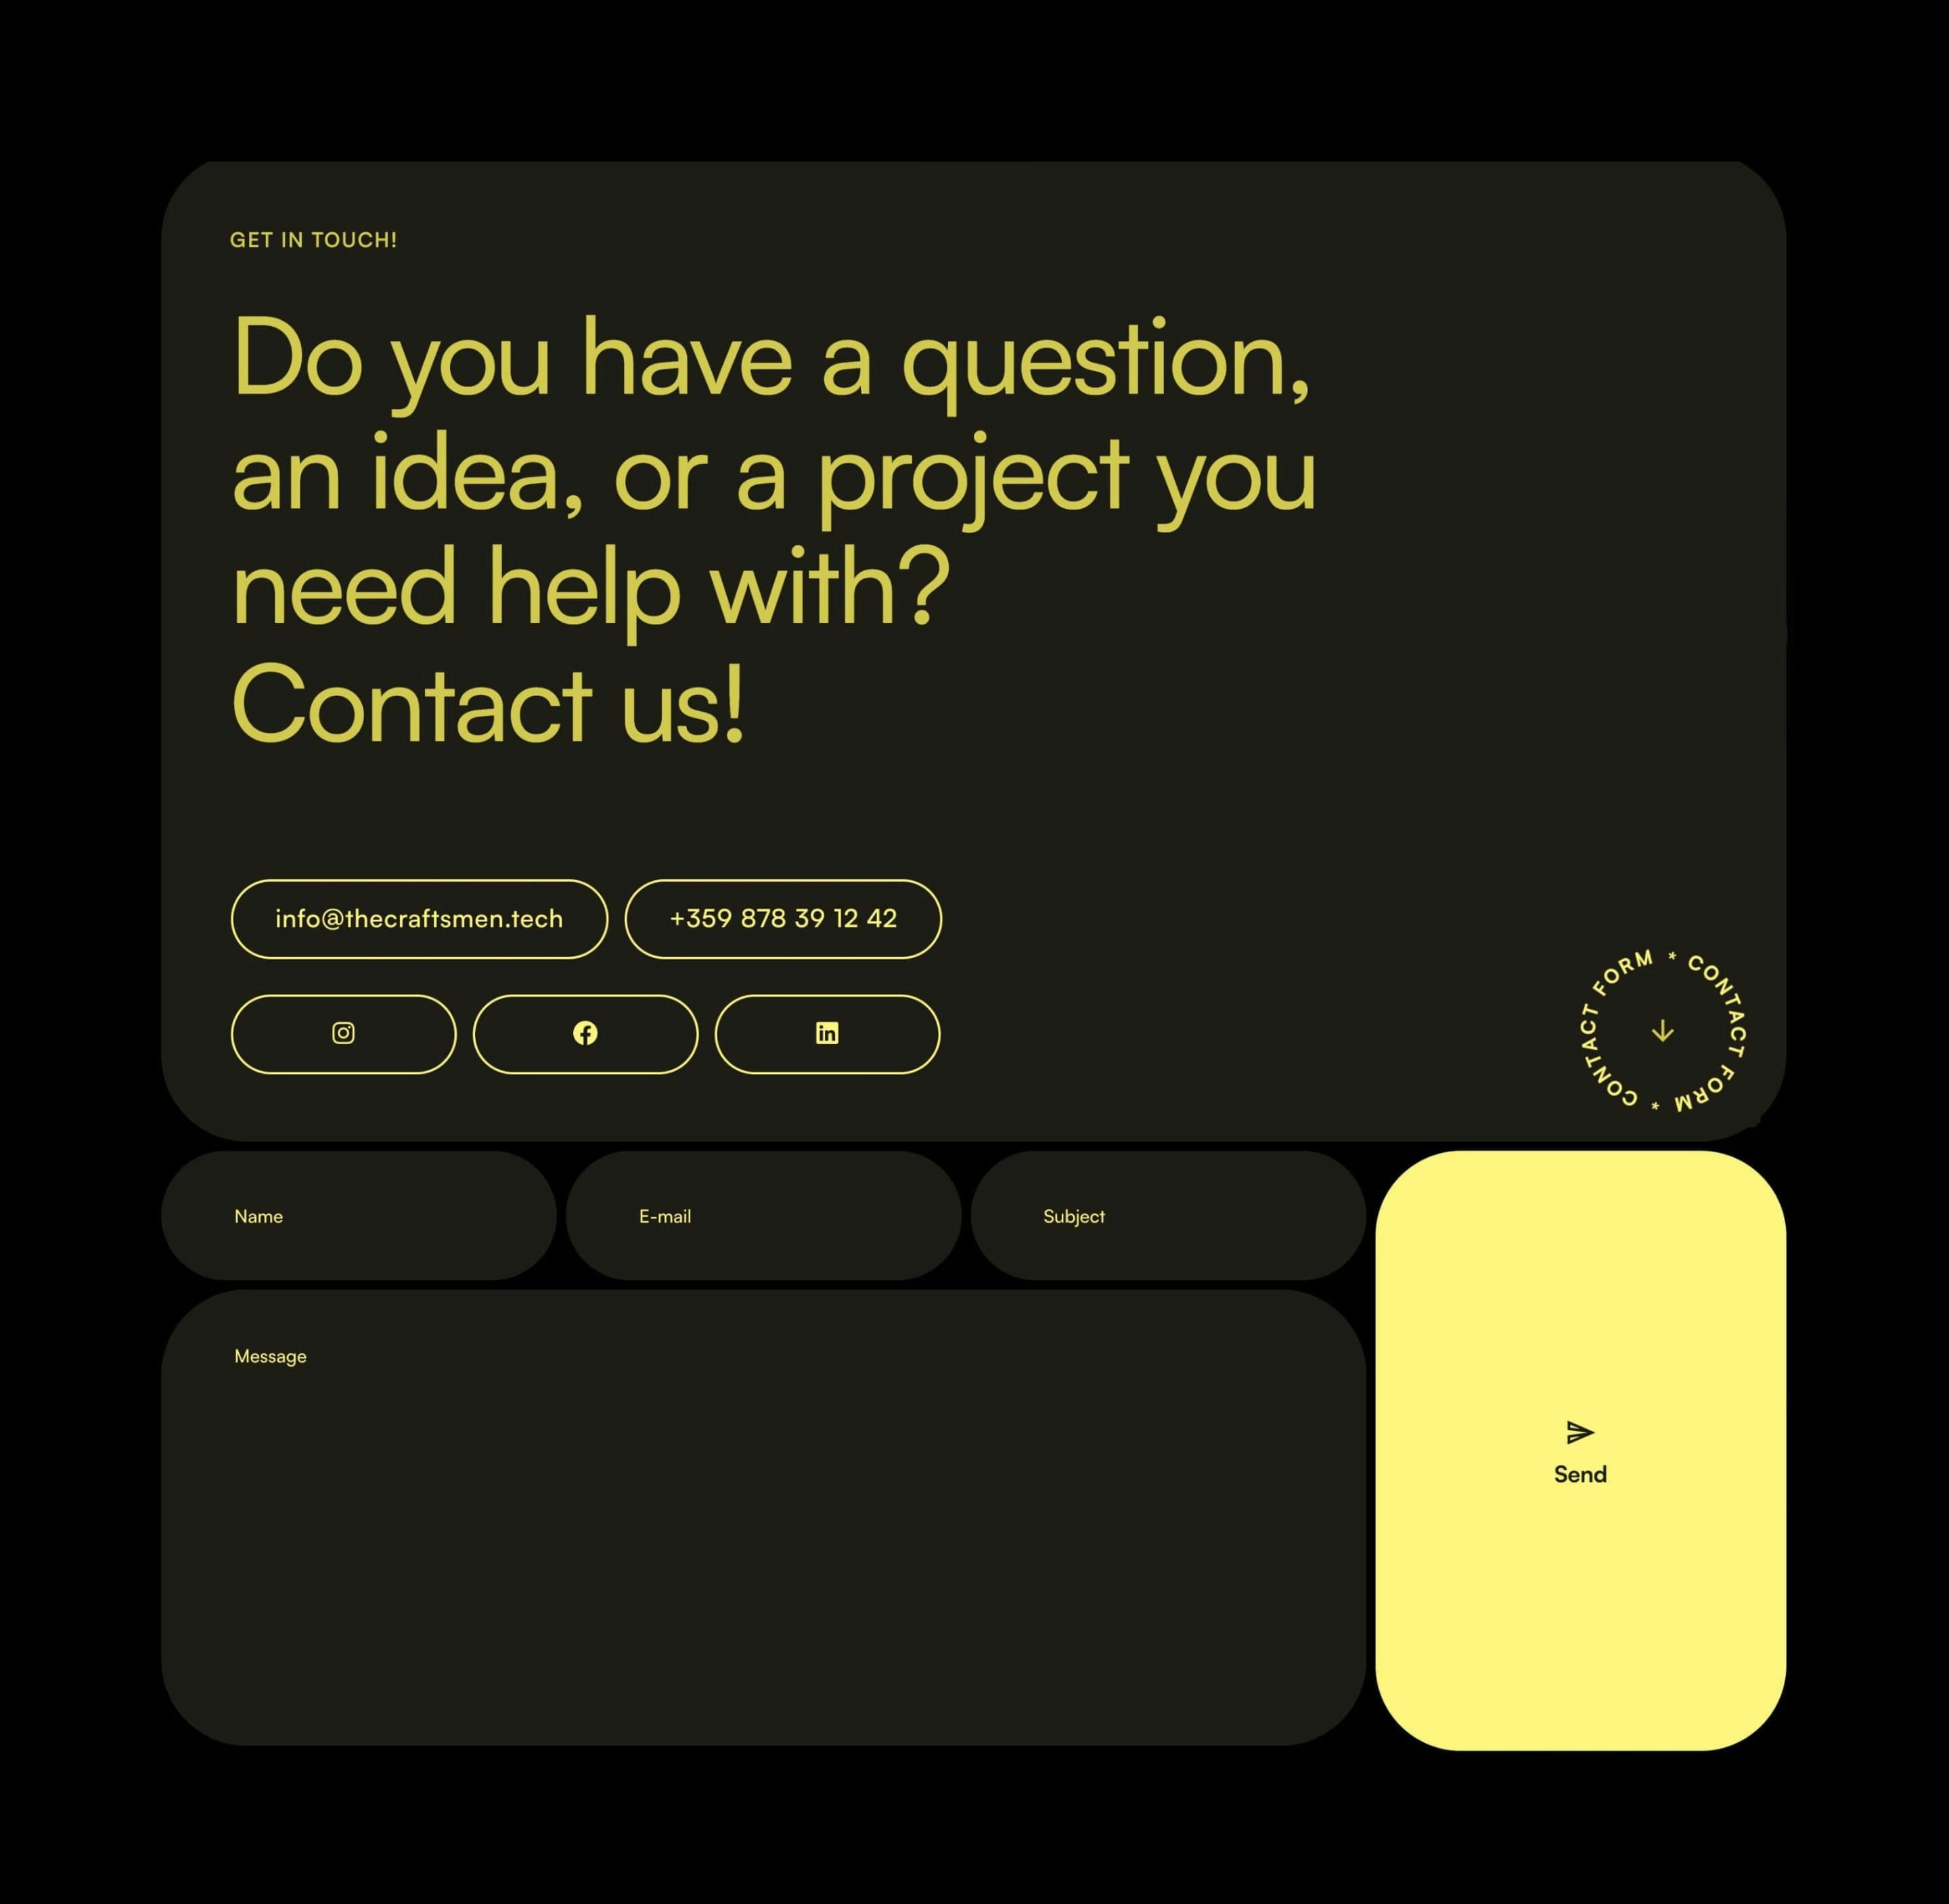 GET IN TOUCH!
Do you have a question,
an idea, or a project you
need help with?
Contact us!
info@thecraftsmen.tech
+359 878 39 12 42
in
CONTACT FORM * CONTACT FORM *
Name
E-mail
Subject
Message
Send